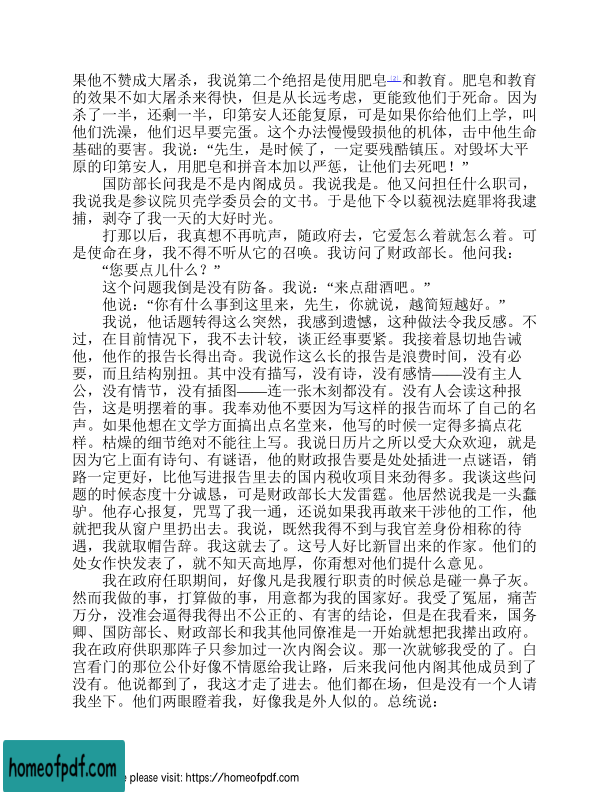 果他不赞成大屠杀，我说第二个绝招是使用肥皂[2]和教育。肥皂和教育
的效果不如大屠杀来得快，但是从长远考虑，更能致他们于死命。因为
杀了一半，还剩一半，印第安人还能复原，可是如果你给他们上学，叫
他们洗澡，他们迟早要完蛋。这个办法慢慢毁损他的机体，击中他生命
基础的要害。我说：“先生，是时候了，一定要残酷镇压。对毁坏大平
原的印第安人，用肥皂和拼音本加以严惩，让他们去死吧！”
国防部长问我是不是内阁成员。我说我是。他又问担任什么职司，
我说我是参议院贝壳学委员会的文书。于是他下令以藐视法庭罪将我逮
捕，剥夺了我一天的大好时光。
打那以后，我真想不再吭声，随政府去，它爱怎么着就怎么着。可
是使命在身，我不得不听从它的召唤。我访问了财政部长。他问我：
“您要点儿什么？”
这个问题我倒是没有防备。我说：“来点甜酒吧。”
他说：“你有什么事到这里来，先生，你就说，越简短越好。”
我说，他话题转得这么突然，我感到遗憾，这种做法令我反感。不
过，在目前情况下，我不去计较，谈正经事要紧。我接着恳切地告诫
他，他作的报告长得出奇。我说作这么长的报告是浪费时间，没有必
要，而且结构别扭。其中没有描写，没有诗，没有感情——没有主人
公，没有情节，没有插图——连一张木刻都没有。没有人会读这种报
告，这是明摆着的事。我奉劝他不要因为写这样的报告而坏了自己的名
声。如果他想在文学方面搞出点名堂来，他写的时候一定得多搞点花
样。枯燥的细节绝对不能往上写。我说日历片之所以受大众欢迎，就是
因为它上面有诗句、有谜语，他的财政报告要是处处插进一点谜语，销
路一定更好，比他写进报告里去的国内税收项目来劲得多。我谈这些问
题的时候态度十分诚恳，可是财政部长大发雷霆。他居然说我是一头蠢
驴。他存心报复，咒骂了我一通，还说如果我再敢来干涉他的工作，他
就把我从窗户里扔出去。我说，既然我得不到与我官差身份相称的待
遇，我就取帽告辞。我这就去了。这号人好比新冒出来的作家。他们的
处女作快发表了，就不知天高地厚，你甭想对他们提什么意见。
我在政府任职期间，好像凡是我履行职责的时候总是碰一鼻子灰。
然而我做的事，打算做的事，用意都为我的国家好。我受了冤屈，痛苦
万分，没准会逼得我得出不公正的、有害的结论，但是在我看来，国务
卿、国防部长、财政部长和我其他同僚准是一开始就想把我撵出政府。
我在政府供职那阵子只参加过一次内阁会议。那一次就够我受的了。白
宫看门的那位公仆好像不情愿给我让路，后来我问他内阁其他成员到了
没有。他说都到了，我这才走了进去。他们都在场，但是没有一个人请
我坐下。他们两眼瞪着我，好像我是外人似的。总统说：
homeofpdf.com
e please visit: https://homeofpdf.com